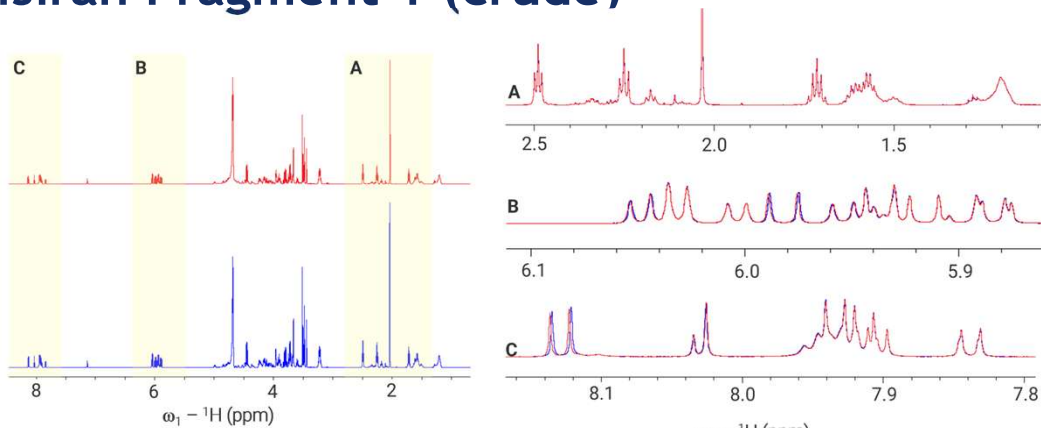 Fragment 1 (crude)
C B A
8 6 4 2
ω₁ – ¹H (ppm)
A
2.5 2.0 1.5
B
6.1 6.0 5.9
C
8.1 8.0 7.9 7.8